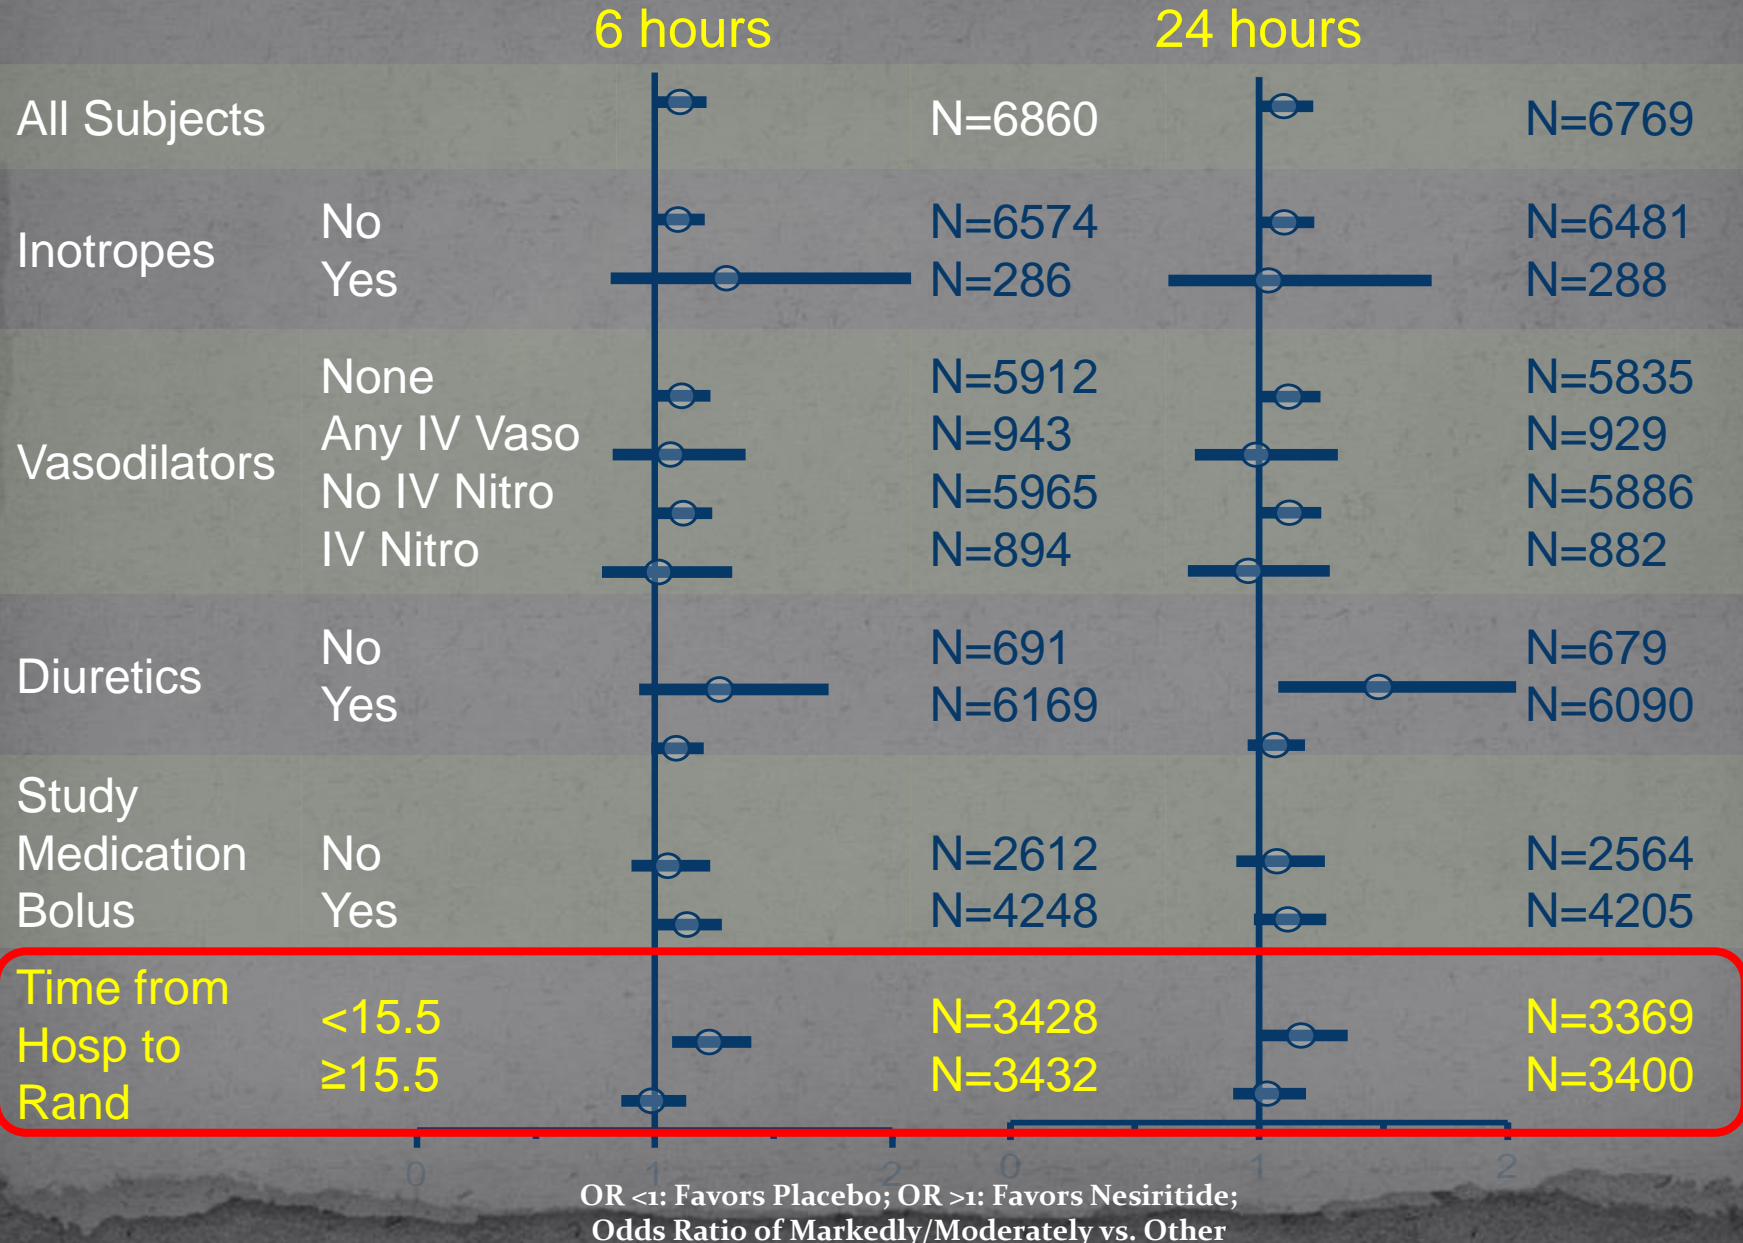 6 hours 24 hours
All Subjects N=6860 N=6769
Inotropes
No N=6574 N=6481
Yes N=286 N=288
Vasodilators
None N=5912 N=5835
Any IV Vaso N=943 N=929
No IV Nitro N=5965 N=5886
IV Nitro N=894 N=882
Diuretics
No N=691 N=679
Yes N=6169 N=6090
Study
Medication No N=2612 N=2564
Bolus Yes N=4248 N=4205
Time from
Hosp to
Rand
<15.5 N=3428 N=3369
≥15.5 N=3432 N=3400
0 1 2 0 1 2
OR <1: Favors Placebo; OR >1: Favors Nesiritide;
Odds Ratio of Markedly/Moderately vs. Other